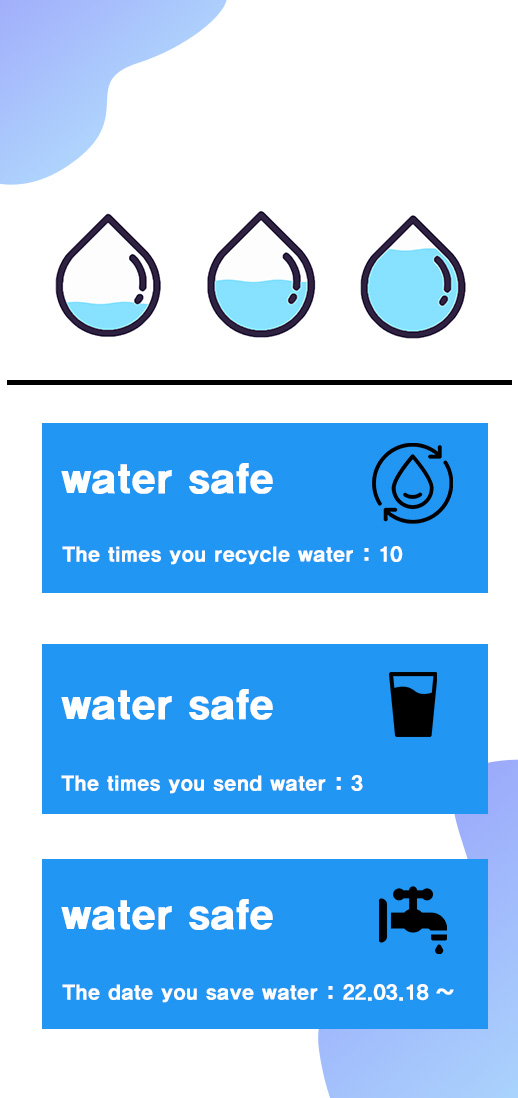 water safe
The times you recycle water : 10
water safe
The times you send water : 3
water safe
The date you save water : 22.03.18 ~